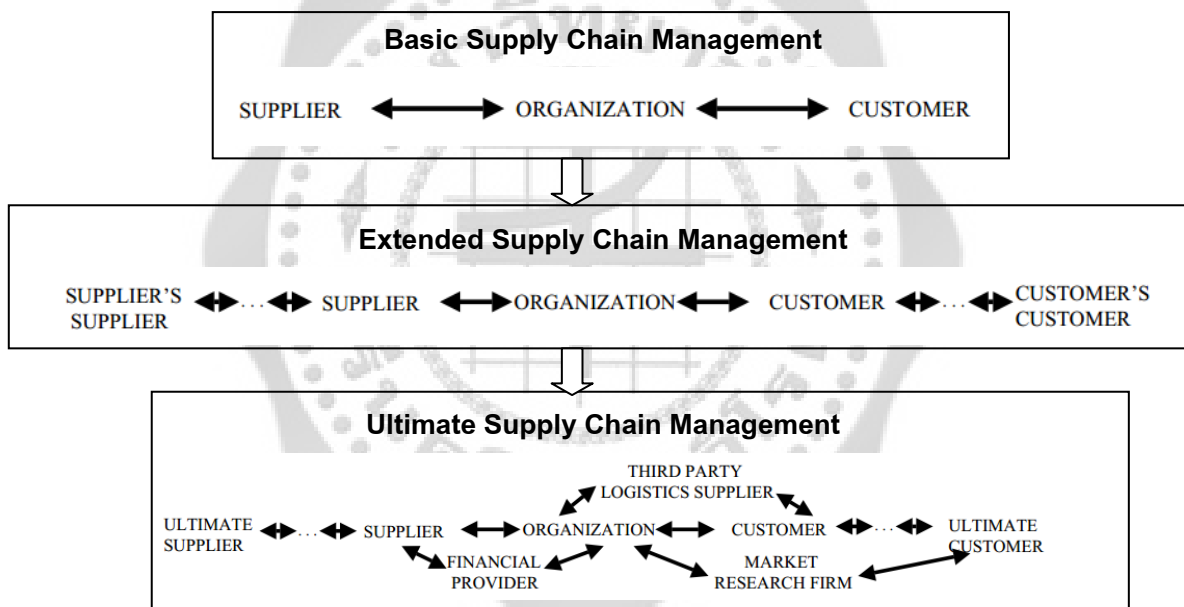 Basic Supply Chain Management
SUPPLIER ORGANIZATION CUSTOMER
Extended Supply Chain Management
SUPPLIER'S
SUPPLIER
... SUPPLIER ORGANIZATION CUSTOMER ...
CUSTOMER'S
CUSTOMER
Ultimate Supply Chain Management
THIRD PARTY
LOGISTICS SUPPLIER
ULTIMATE
SUPPLIER
... SUPPLIER ORGANIZATION CUSTOMER ...
ULTIMATE
CUSTOMER
FINANCIAL
PROVIDER
MARKET
RESEARCH FIRM